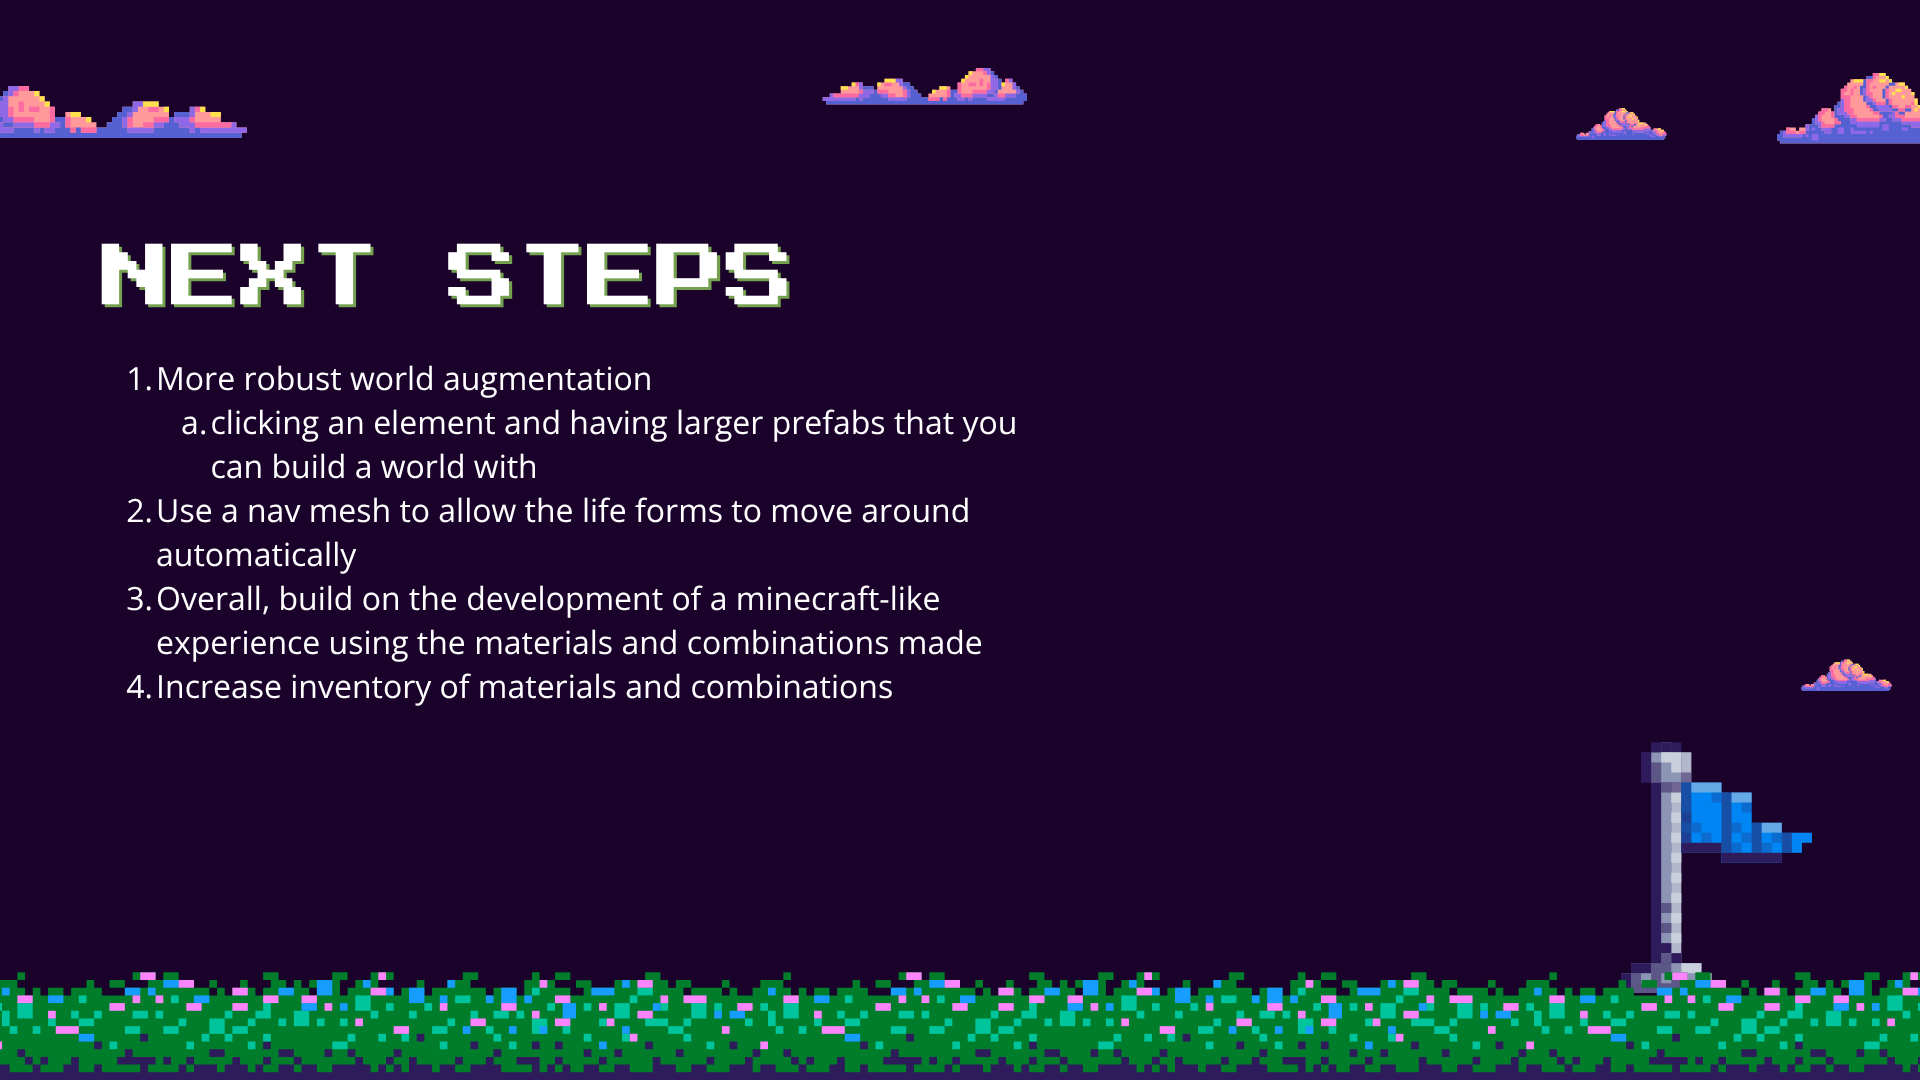 NEXT STEPS
1. More robust world augmentation
a. clicking an element and having larger prefabs that you
can build a world with
2. Use a nav mesh to allow the life forms to move around
automatically
3. Overall, build on the development of a minecraft-like
experience using the materials and combinations made
4. Increase inventory of materials and combinations